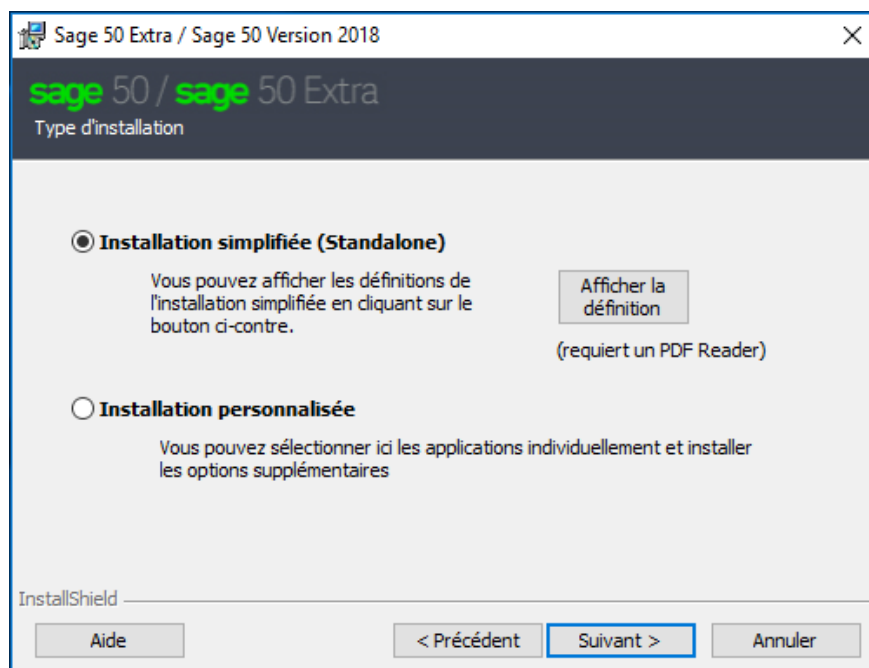 Sage 50 Extra / Sage 50 Version 2018
sage 50 / sage 50 Extra
Type d'installation
Installation simplifiée (Standalone)
Vous pouvez afficher les définitions de
l'installation simplifiée en cliquant sur le
bouton ci-contre.
Afficher la
définition
(requiert un PDF Reader)
Installation personnalisée
Vous pouvez sélectionner ici les applications individuellement et installer
les options supplémentaires
InstallShield
Aide
< Précédent
Suivant >
Annuler